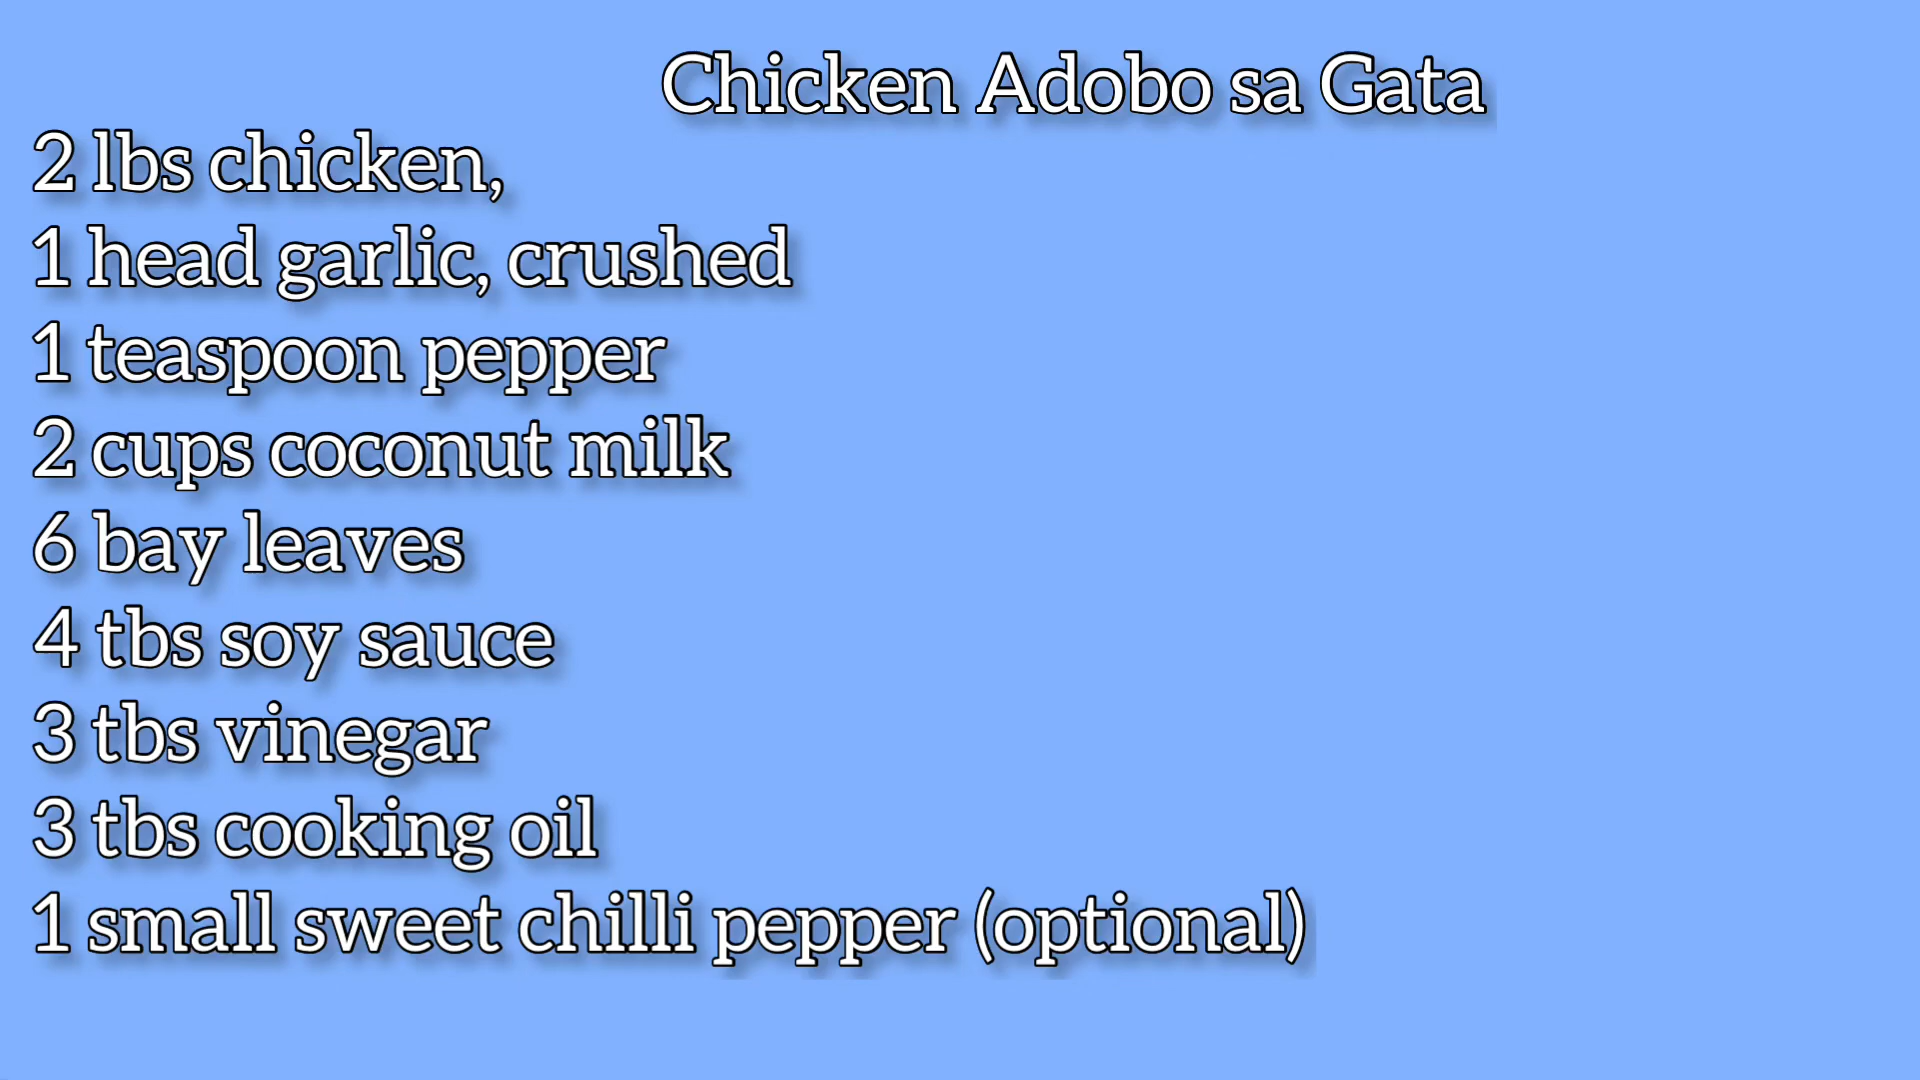 Chicken Adobo sa Gata
2 lbs chicken,
1 head garlic, crushed
1 teaspoon pepper
2 cups coconut milk
6 bay leaves
4 tbs soy sauce
3 tbs vinegar
3 tbs cooking oil
1 small sweet chilli pepper (optional)